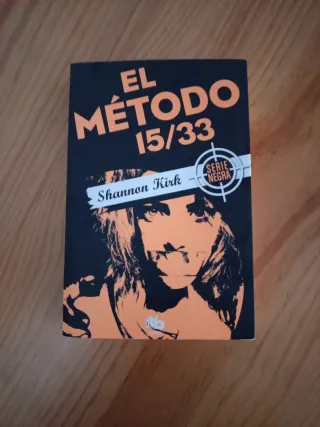 EL
MÉTODO
15/33
Shannon Kirk
SERIE
NEGRA